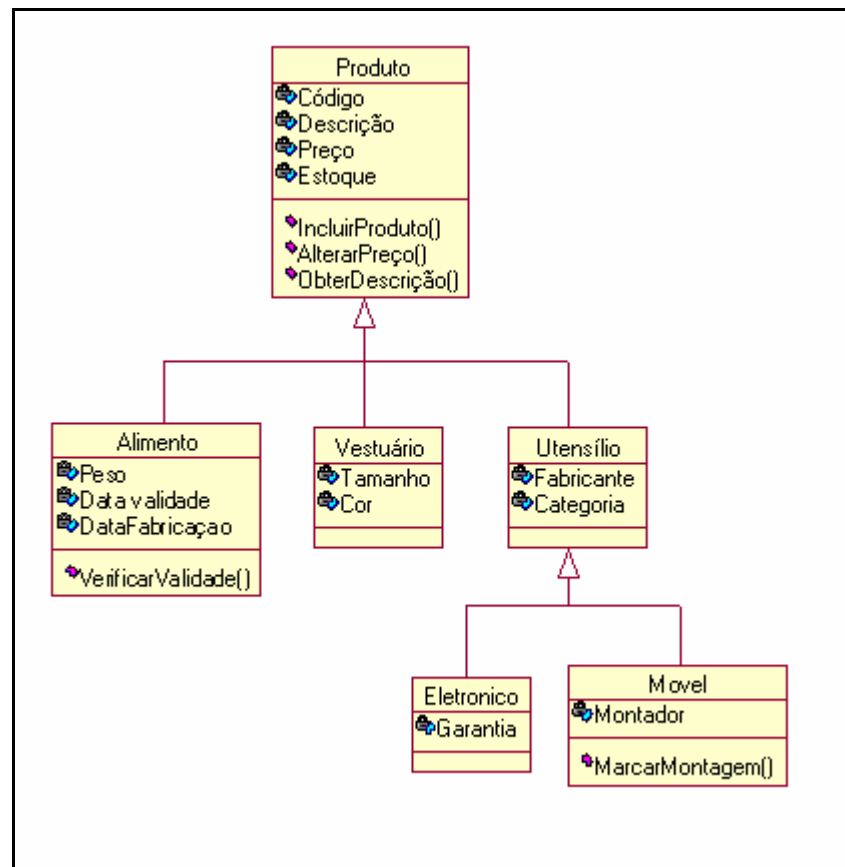 Produto
Código
Descrição
Preço
Estoque
IncluirProduto()
AlterarPreço()
ObterDescrição()
Alimento
Peso
Data validade
DataFabricaçao
VerificarValidade()
Vestuário
Tamanho
Cor
Utensílio
Fabricante
Categoria
Eletronico
Garantia
Movel
Montador
MarcarMontagem()